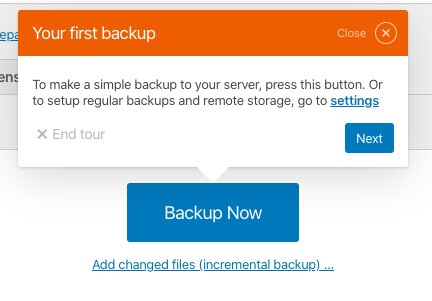 Your first backup
Close
To make a simple backup to your server, press this button. Or
to setup regular backups and remote storage, go to settings
End tour
Next
Backup Now
Add changed files (incremental backup) ...